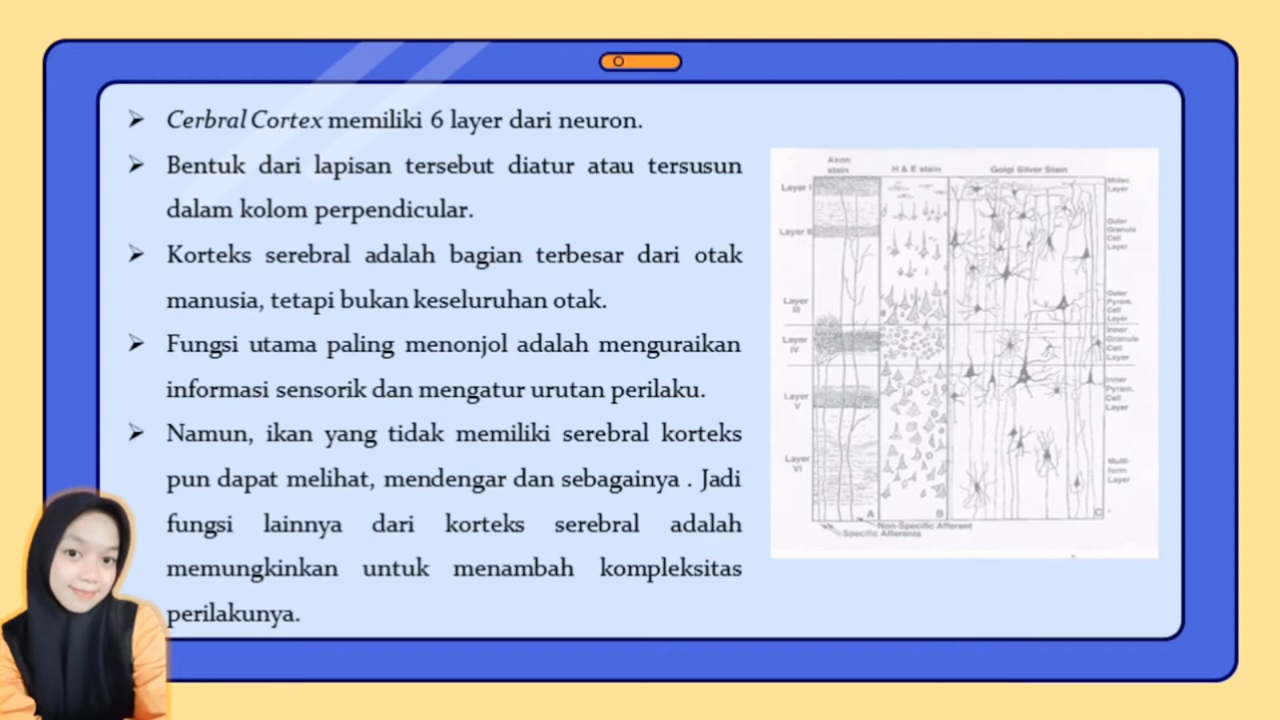 Cerbral Cortex memiliki 6 layer dari neuron.
Bentuk dari lapisan tersebut diatur atau tersusun
dalam kolom perpendicular.
Korteks serebral adalah bagian terbesar dari otak
manusia, tetapi bukan keseluruhan otak.
Fungsi utama paling menonjol adalah menguraikan
informasi sensorik dan mengatur urutan perilaku.
Namun, ikan yang tidak memiliki serebral korteks
pun dapat melihat, mendengar dan sebagainya . Jadi
fungsi lainnya dari korteks serebral adalah
memungkinkan untuk menambah kompleksitas
perilakunya.
Axon
stain
H & E stain
Golgi Silver Stain
Layer I
Layer II
Layer
III
Layer
IV
Layer
V
Layer
VI
Molec.
Layer
Outer
Granule
Cell
Layer
Outer
Pyram.
Cell
Layer
Inner
Granule
Cell
Layer
Inner
Pyram.
Cell
Layer
Multi-
form
Layer
A
B
C
Non-Specific Afferent
Specific Afferents